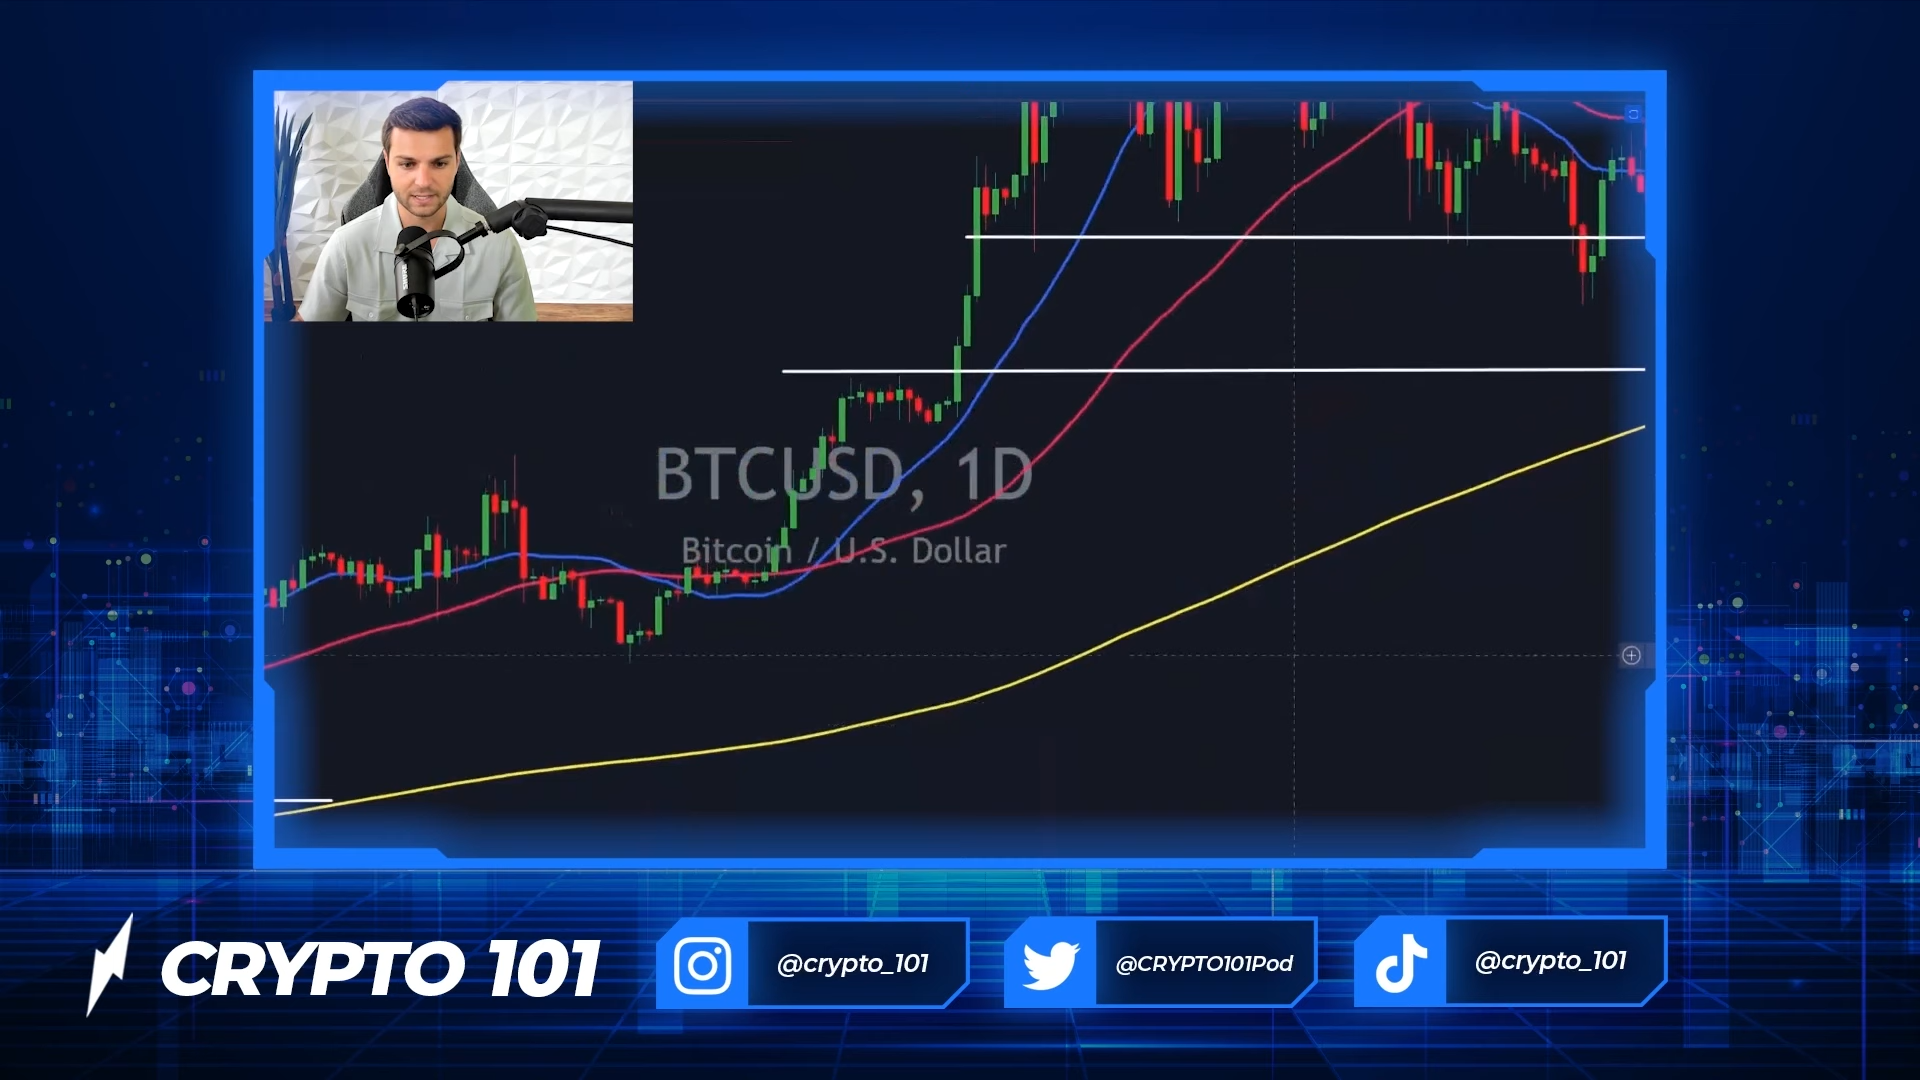 BTCUSD, 1D
Bitcoin / U.S. Dollar
CRYPTO 101
@crypto_101
@CRYPTO101Pod
@crypto_101